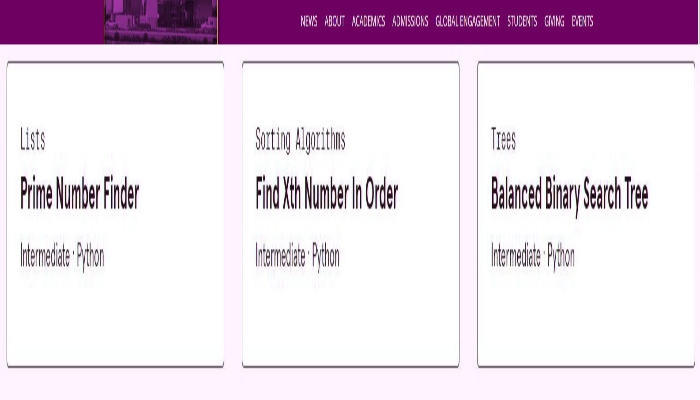 NEWS ABOUT ACADEMICS ADMISSIONS GLOBAL ENGAGEMENT STUDENTS GIVING EVENTS
Lists
Prime Number Finder
Intermediate · Python
Sorting Algorithms
Find Xth Number In Order
Intermediate · Python
Trees
Balanced Binary Search Tree
Intermediate · Python